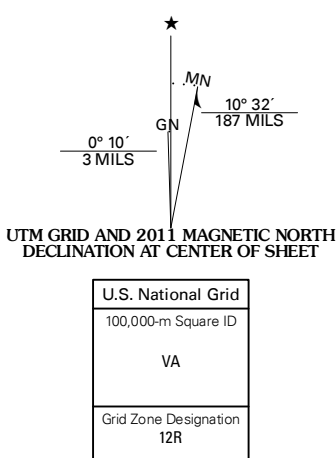 ★
MN
GN
10° 32´
187 MILS
0° 10´
3 MILS
UTM GRID AND 2011 MAGNETIC NORTH
DECLINATION AT CENTER OF SHEET
U.S. National Grid
100,000-m Square ID
VA
Grid Zone Designation
12R